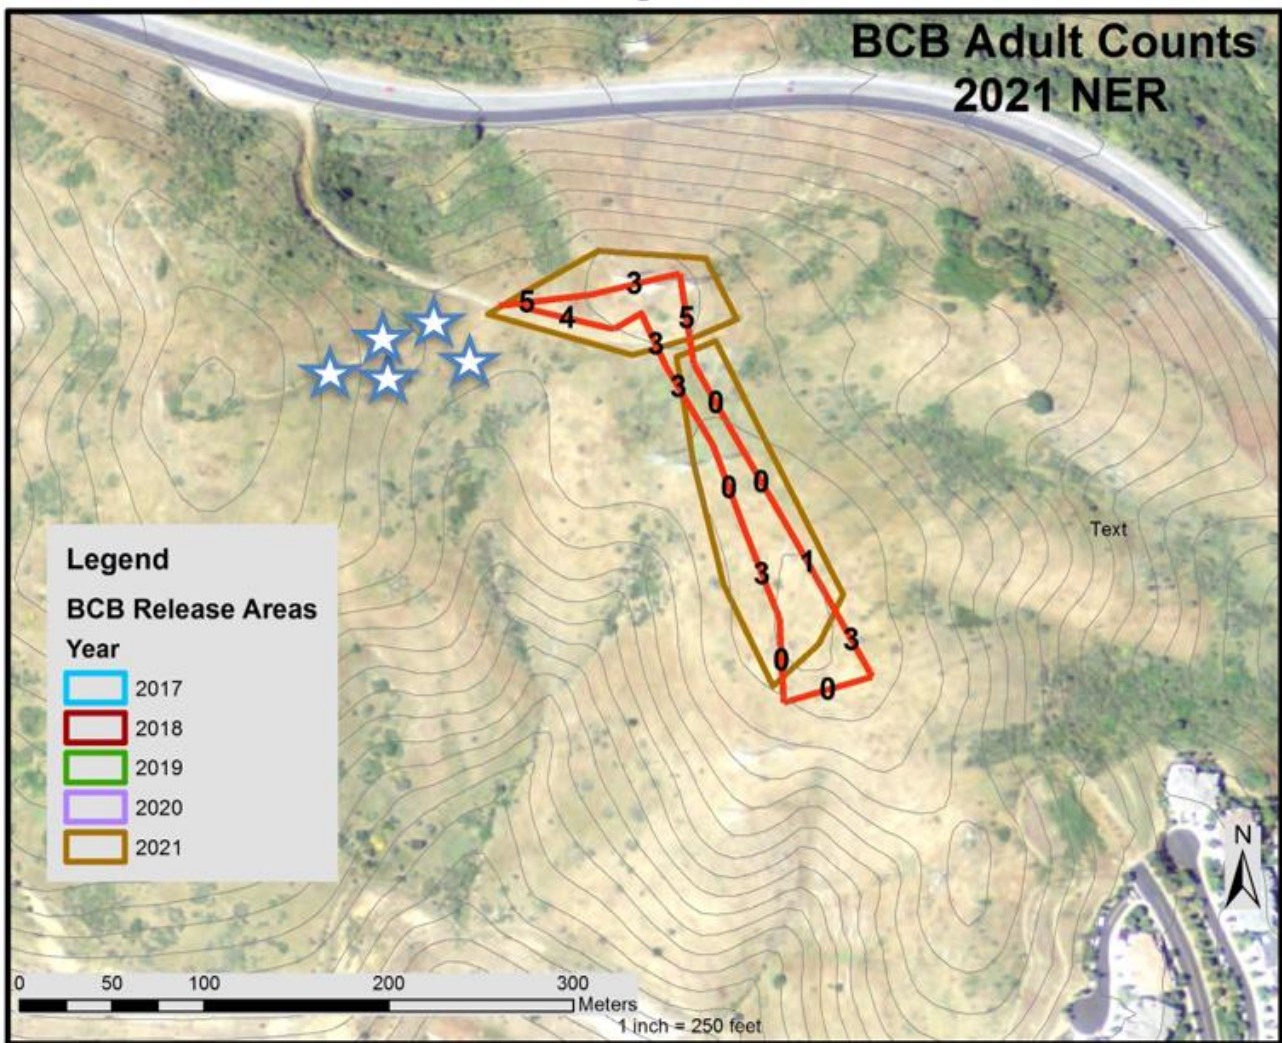 BCB Adult Counts
2021 NER
3
5
4
5
3
3
0
0
0
1
3
3
0
0
Text
Legend
BCB Release Areas
Year
2017
2018
2019
2020
2021
N
0 50 100 200 300
Meters
1 inch = 250 feet